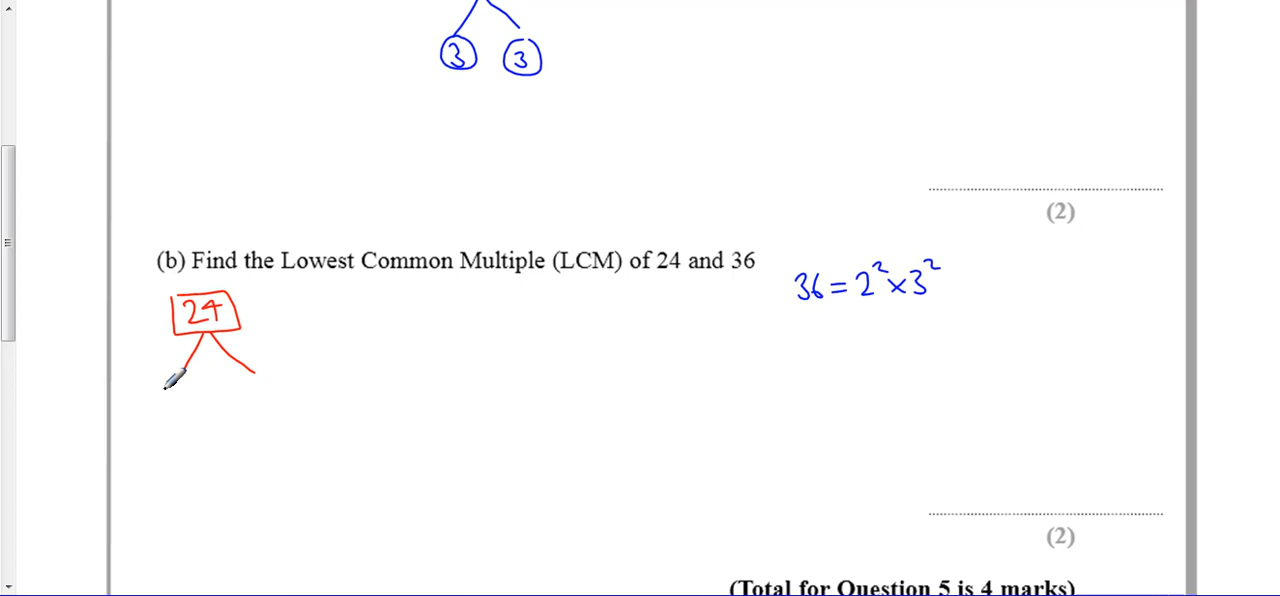 3 3
(2)
(b) Find the Lowest Common Multiple (LCM) of 24 and 36
36 = 2² × 3²
24
(2)
(Total for Question 5 is 4 marks)